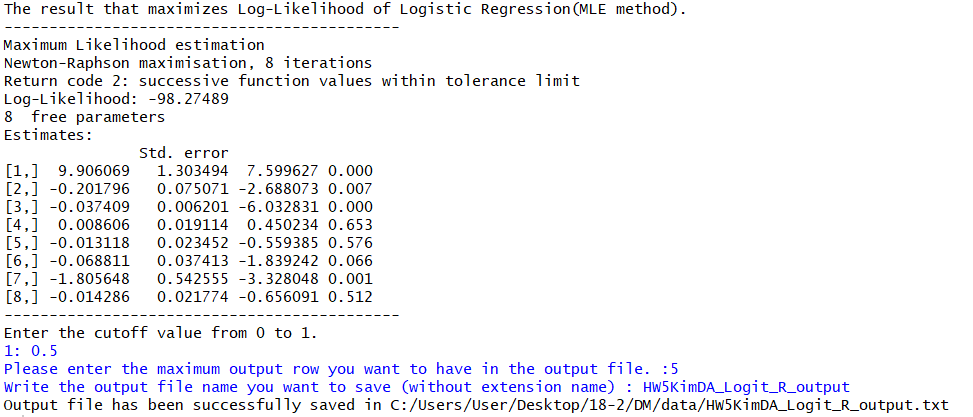 The result that maximizes Log-Likelihood of Logistic Regression(MLE method).
--------------------------------------------
Maximum Likelihood estimation
Newton-Raphson maximisation, 8 iterations
Return code 2: successive function values within tolerance limit
Log-Likelihood: -98.27489
8  free parameters
Estimates:
               Std. error
[1,]  9.906069   1.303494  7.599627 0.000
[2,] -0.201796   0.075071 -2.688073 0.007
[3,] -0.037409   0.006201 -6.032831 0.000
[4,]  0.008606   0.019114  0.450234 0.653
[5,] -0.013118   0.023452 -0.559385 0.576
[6,] -0.068811   0.037413 -1.839242 0.066
[7,] -1.805648   0.542555 -3.328048 0.001
[8,] -0.014286   0.021774 -0.656091 0.512
--------------------------------------------
Enter the cutoff value from 0 to 1.
1: 0.5
Please enter the maximum output row you want to have in the output file. :5
Write the output file name you want to save (without extension name) : HW5KimDA_Logit_R_output
Output file has been successfully saved in C:/Users/User/Desktop/18-2/DM/data/HW5KimDA_Logit_R_output.txt